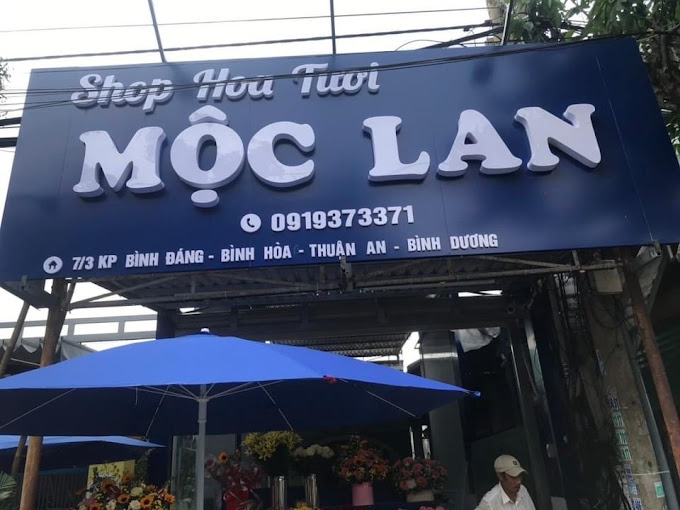 Shop Hoa Tươi
MỘC LAN
0919373371
7/3 KP BÌNH ĐÁNG - BÌNH HÒA - THUẬN AN - BÌNH DƯƠNG